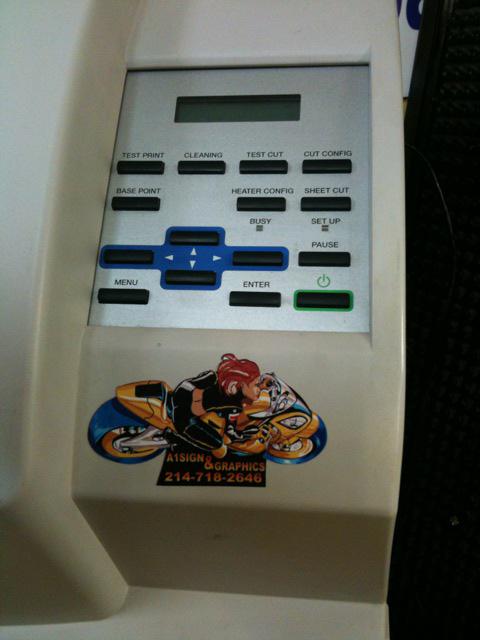 TEST PRINT CLEANING TEST CUT CUT CONFIG
BASE POINT HEATER CONFIG SHEET CUT
BUSY SET UP
PAUSE
MENU ENTER
A1SIGN
& GRAPHICS
214-718-2646